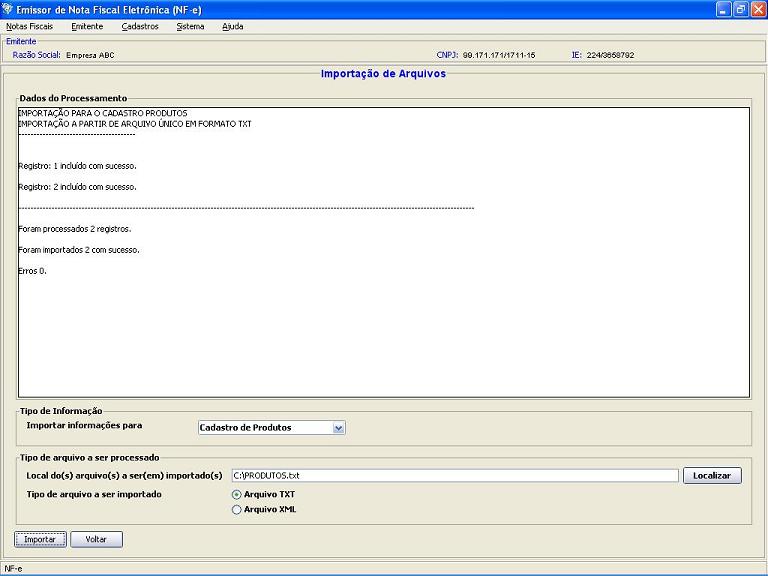 Emissor de Nota Fiscal Eletrônica (NF-e)
Notas Fiscais Emitente Cadastros Sistema Ajuda
Emitente
Razão Social: Empresa ABC CNPJ: 99.171.171/1711-15 IE: 224/3658792
Importação de Arquivos
Dados do Processamento
IMPORTAÇÃO PARA O CADASTRO PRODUTOS
IMPORTAÇÃO A PARTIR DE ARQUIVO ÚNICO EM FORMATO TXT
---------------------------------------
Registro: 1 incluído com sucesso.
Registro: 2 incluído com sucesso.
--------------------------------------------------------------------------------------------------------------------------------------------------------
Foram processados 2 registros.
Foram importados 2 com sucesso.
Erros 0.
Tipo de Informação
Importar informações para Cadastro de Produtos
Tipo de arquivo a ser processado
Local do(s) arquivo(s) a ser(em) importado(s) C:\PRODUTOS.txt Localizar
Tipo de arquivo a ser importado Arquivo TXT
Arquivo XML
Importar Voltar
NF-e